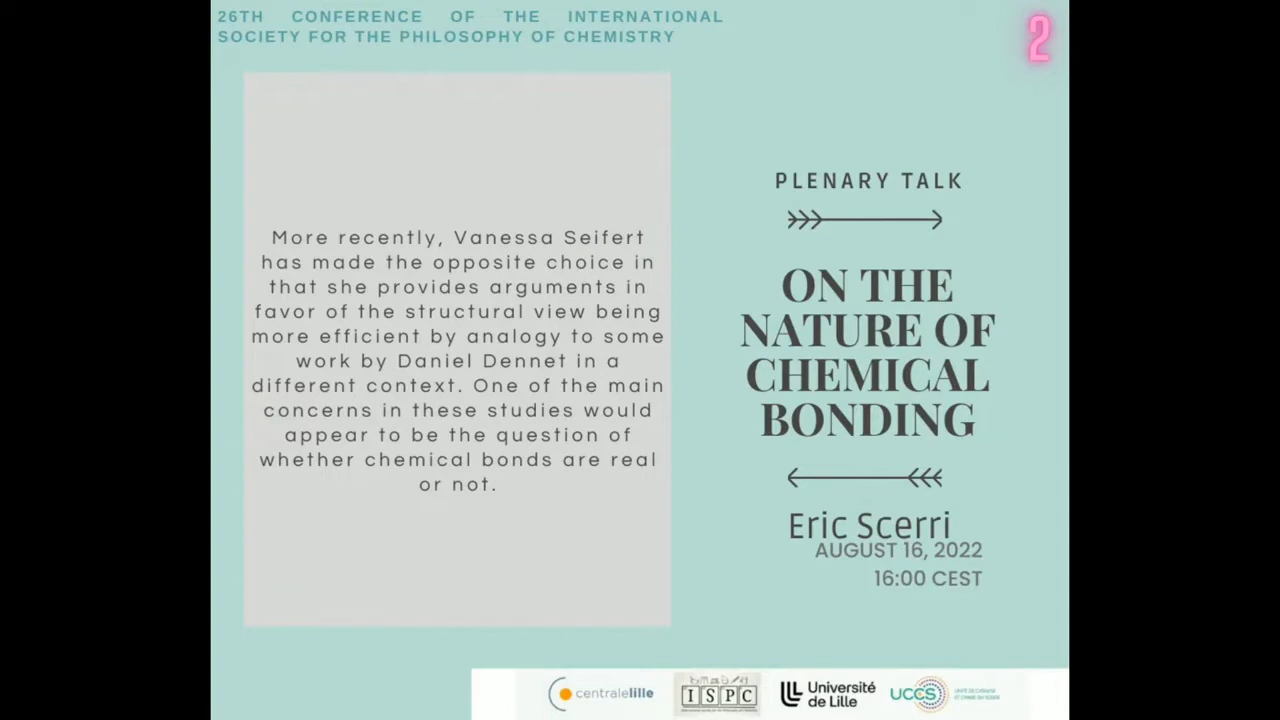 26TH CONFERENCE OF THE INTERNATIONAL
SOCIETY FOR THE PHILOSOPHY OF CHEMISTRY
2
More recently, Vanessa Seifert
has made the opposite choice in
that she provides arguments in
favor of the structural view being
more efficient by analogy to some
work by Daniel Dennet in a
different context. One of the main
concerns in these studies would
appear to be the question of
whether chemical bonds are real
or not.
PLENARY TALK
ON THE
NATURE OF
CHEMICAL
BONDING
Eric Scerri
AUGUST 16, 2022
16:00 CEST
centralelille
ISPC
Université
de Lille
UCCS